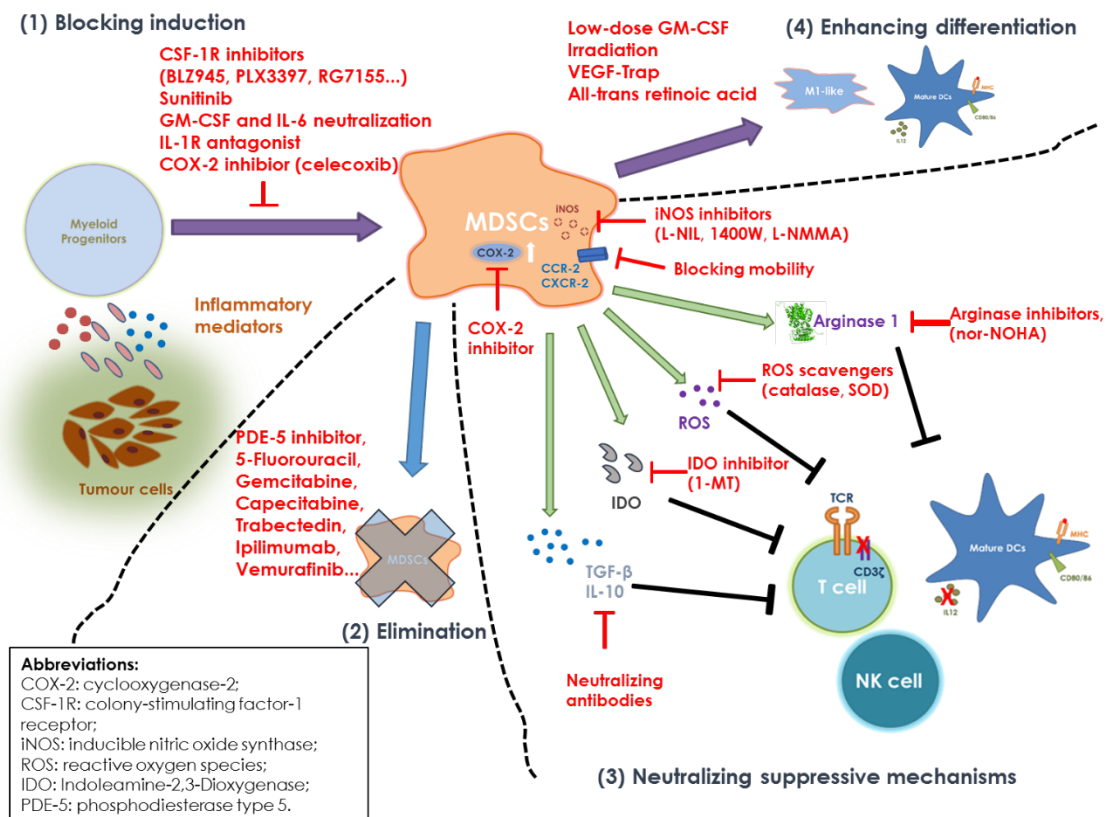 (1) Blocking induction
CSF-1R inhibitors
(BLZ945, PLX3397, RG7155...)
Sunitinib
GM-CSF and IL-6 neutralization
IL-1R antagonist
COX-2 inhibior (celecoxib)
Low-dose GM-CSF
Irradiation
VEGF-Trap
All-trans retinoic acid
(4) Enhancing differentiation
M1-like
Mature DCs
MHC
CD80/86
IL12
Myeloid
Progenitors
MDSCs
iNOS
COX-2
CCR-2
CXCR-2
iNOS inhibitors
(L-NIL, 1400W, L-NMMA)
Blocking mobility
Inflammatory
mediators
COX-2
inhibitor
Arginase 1
Arginase inhibitors,
(nor-NOHA)
ROS scavengers
(catalase, SOD)
ROS
Tumour cells
PDE-5 inhibitor,
5-Fluorouracil,
Gemcitabine,
Capecitabine,
Trabectedin,
Ipilimumab,
Vemurafinib...
MDSCs
(2) Elimination
IDO
IDO inhibitor
(1-MT)
TGF-β
IL-10
Neutralizing
antibodies
TCR
CD3ζ
T cell
Mature DCs
MHC
CD80/86
IL12
NK cell
(3) Neutralizing suppressive mechanisms
Abbreviations:
COX-2: cyclooxygenase-2;
CSF-1R: colony-stimulating factor-1
receptor;
iNOS: inducible nitric oxide synthase;
ROS: reactive oxygen species;
IDO: Indoleamine-2,3-Dioxygenase;
PDE-5: phosphodiesterase type 5.